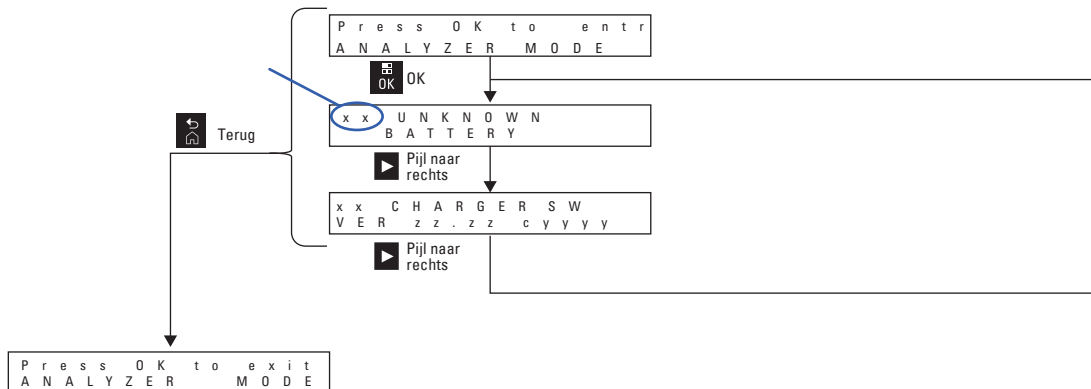 Press OK to entr
ANALYZER MODE
OK OK
xx UNKNOWN
BATTERY
Terug
Pijl naar
rechts
xx CHARGER SW
VER zz.zz cyyyy
Pijl naar
rechts
Press OK to exit
ANALYZER MODE